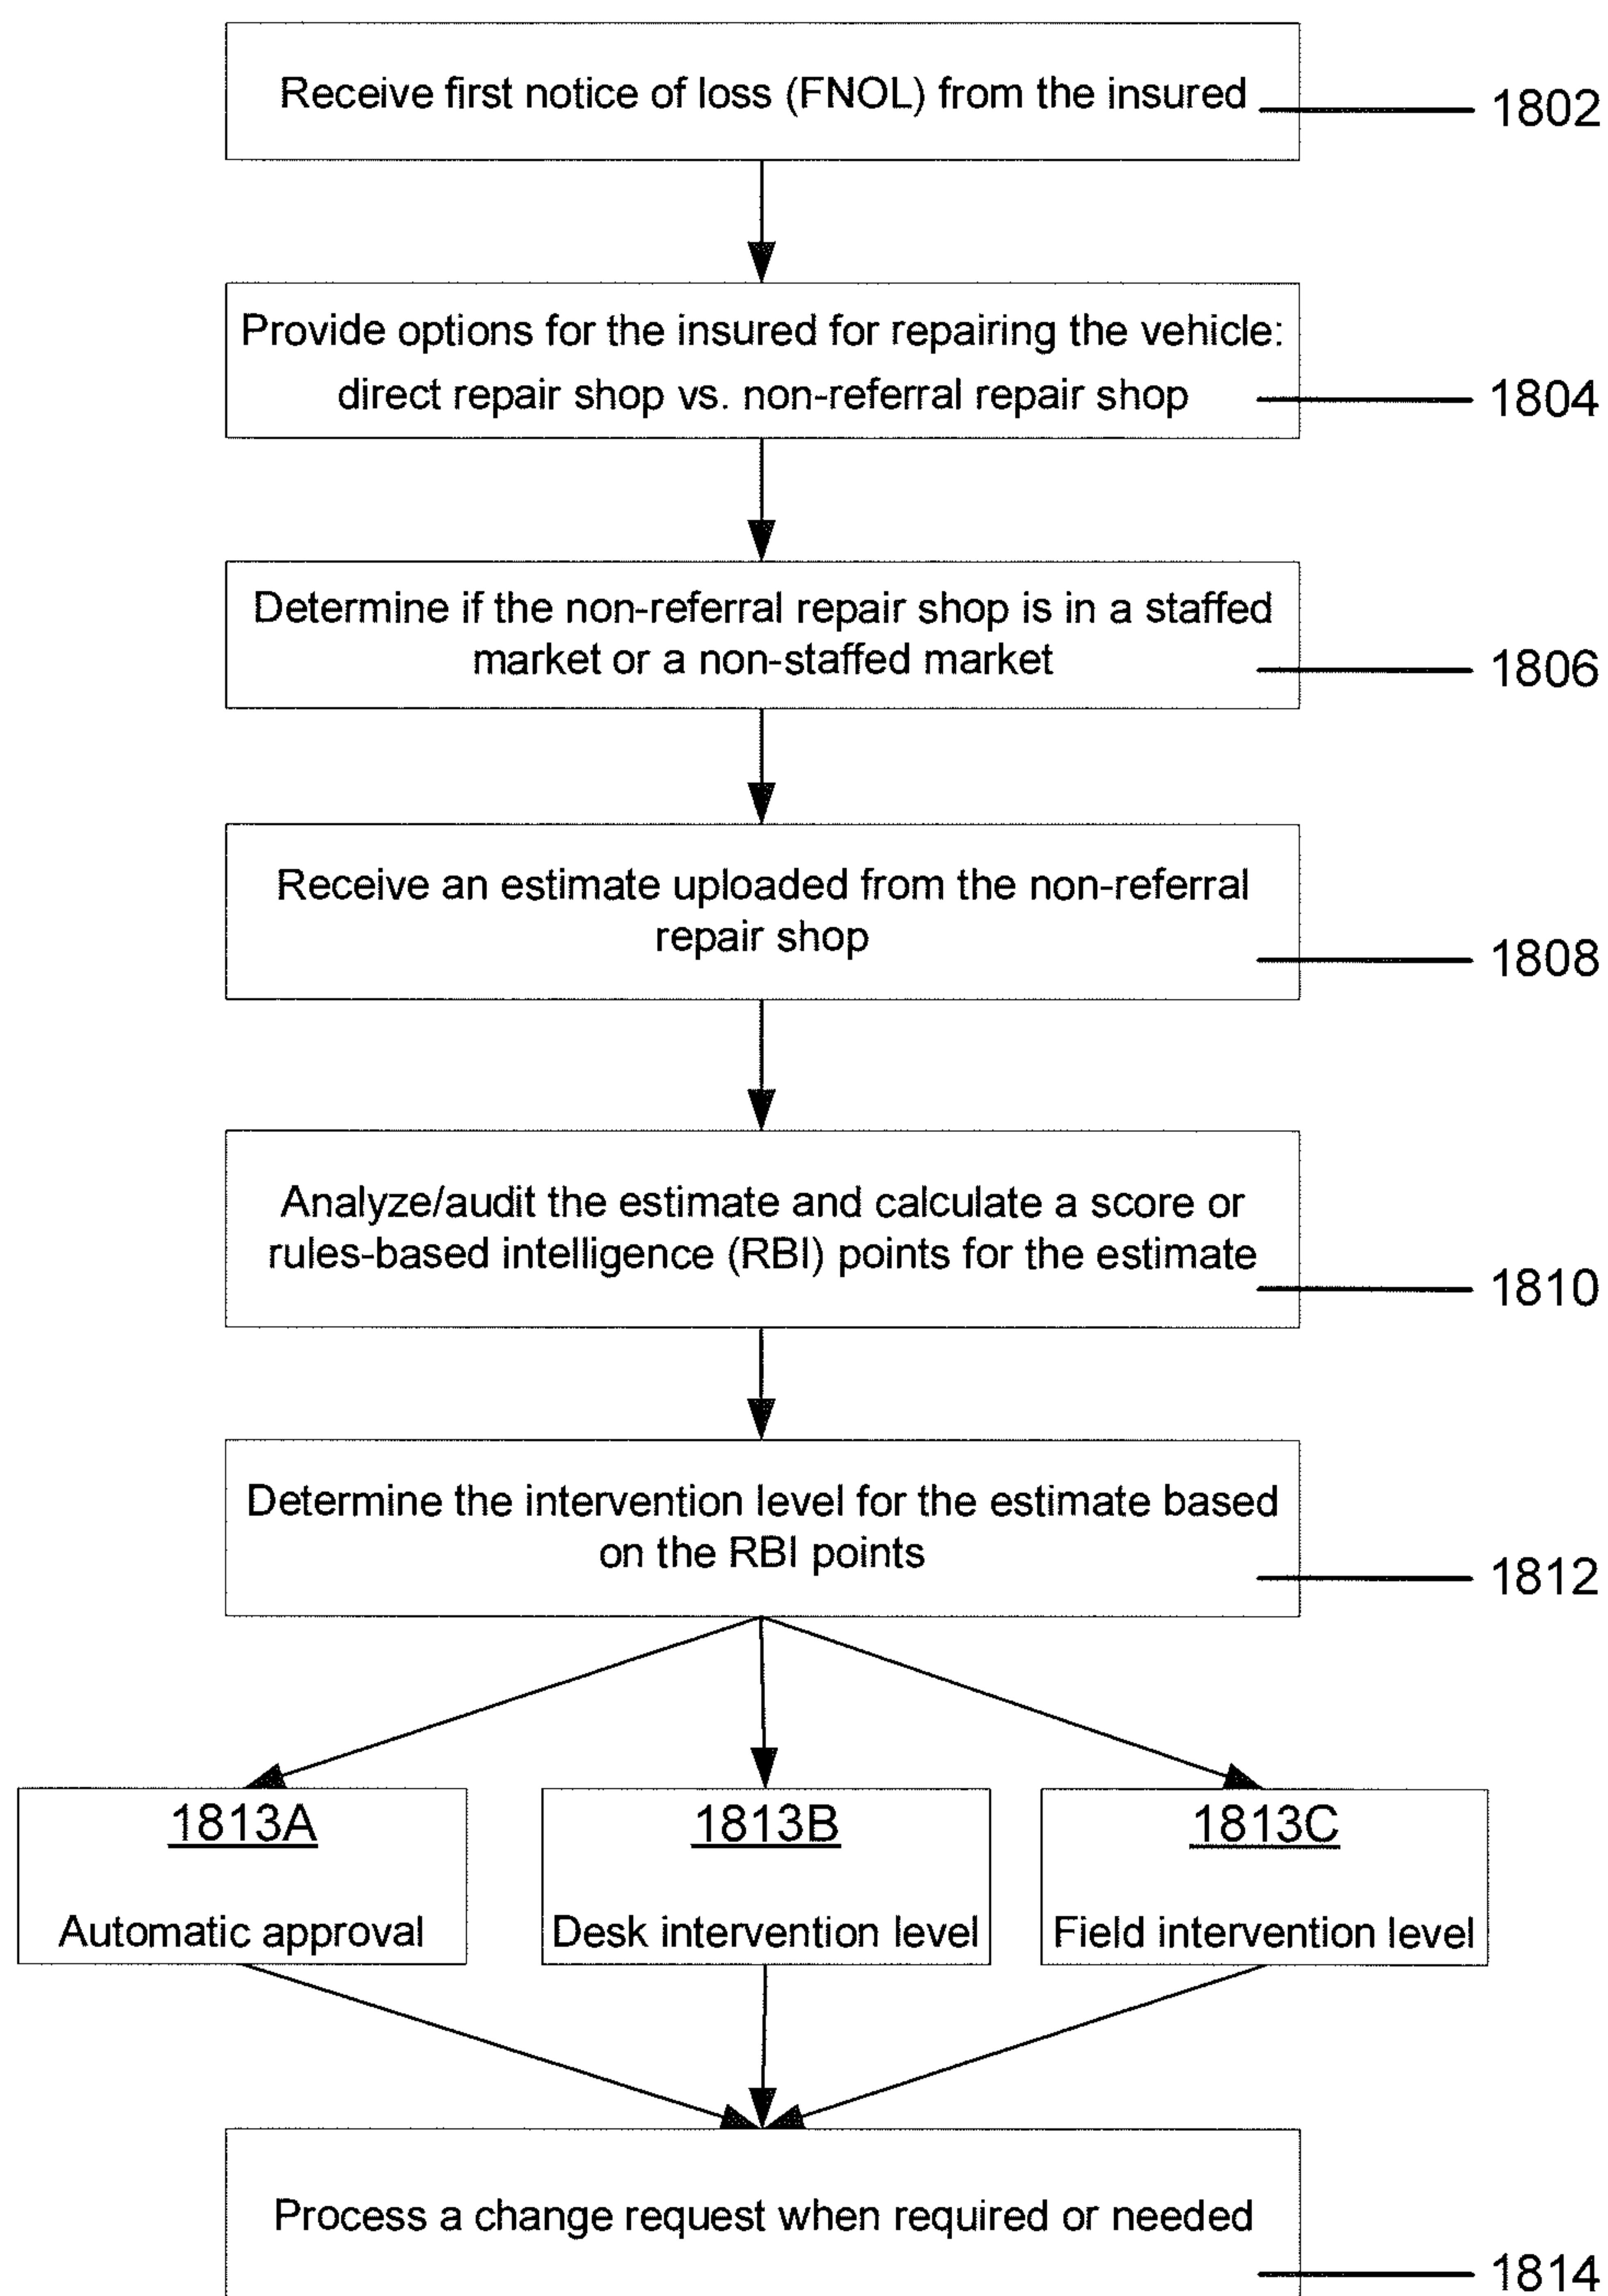 Receive first notice of loss (FNOL) from the insured
1802
Provide options for the insured for repairing the vehicle:
direct repair shop vs. non-referral repair shop
1804
Determine if the non-referral repair shop is in a staffed
market or a non-staffed market
1806
Receive an estimate uploaded from the non-referral
repair shop
1808
Analyze/audit the estimate and calculate a score or
rules-based intelligence (RBI) points for the estimate
1810
Determine the intervention level for the estimate based
on the RBI points
1812
1813A
Automatic approval
1813B
Desk intervention level
1813C
Field intervention level
Process a change request when required or needed
1814